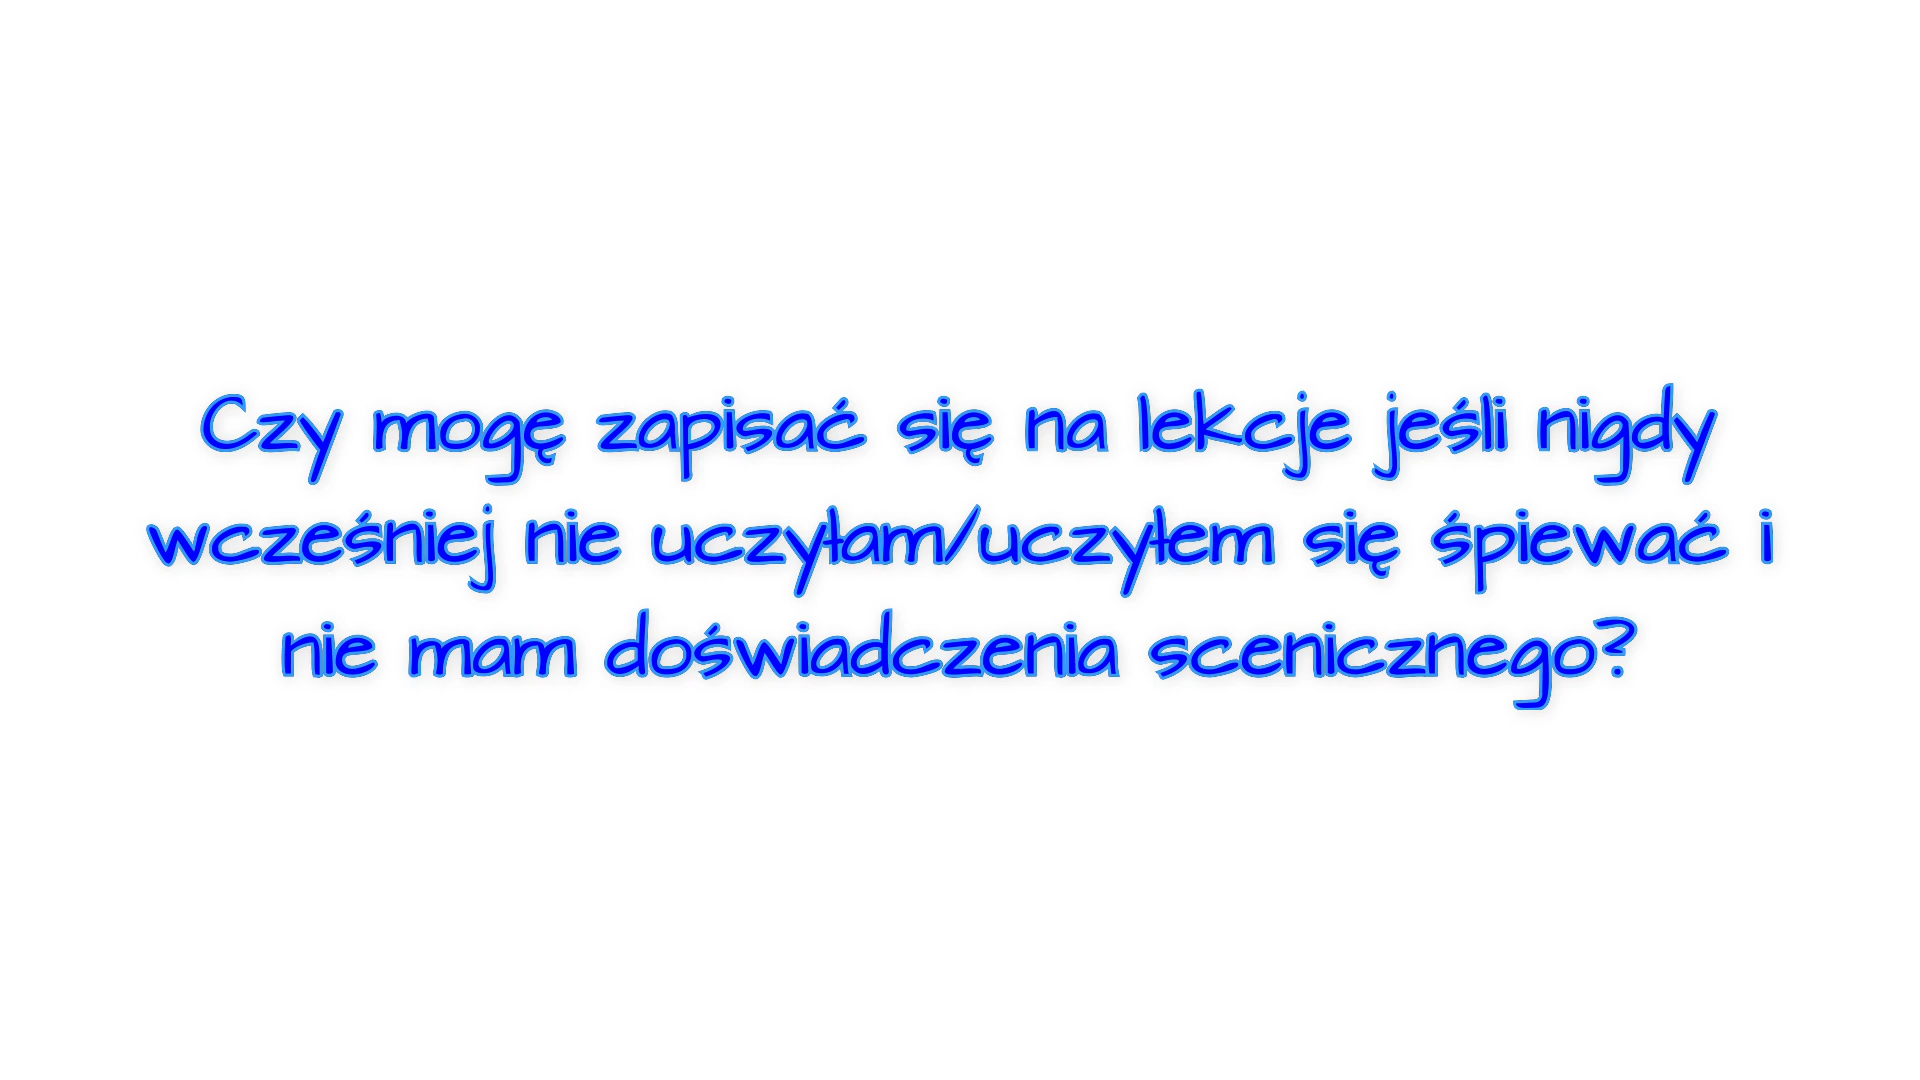 Czy mogę zapisać się na lekcje jeśli nigdy
wcześniej nie uczyłam/uczyłem się śpiewać i
nie mam doświadczenia scenicznego?